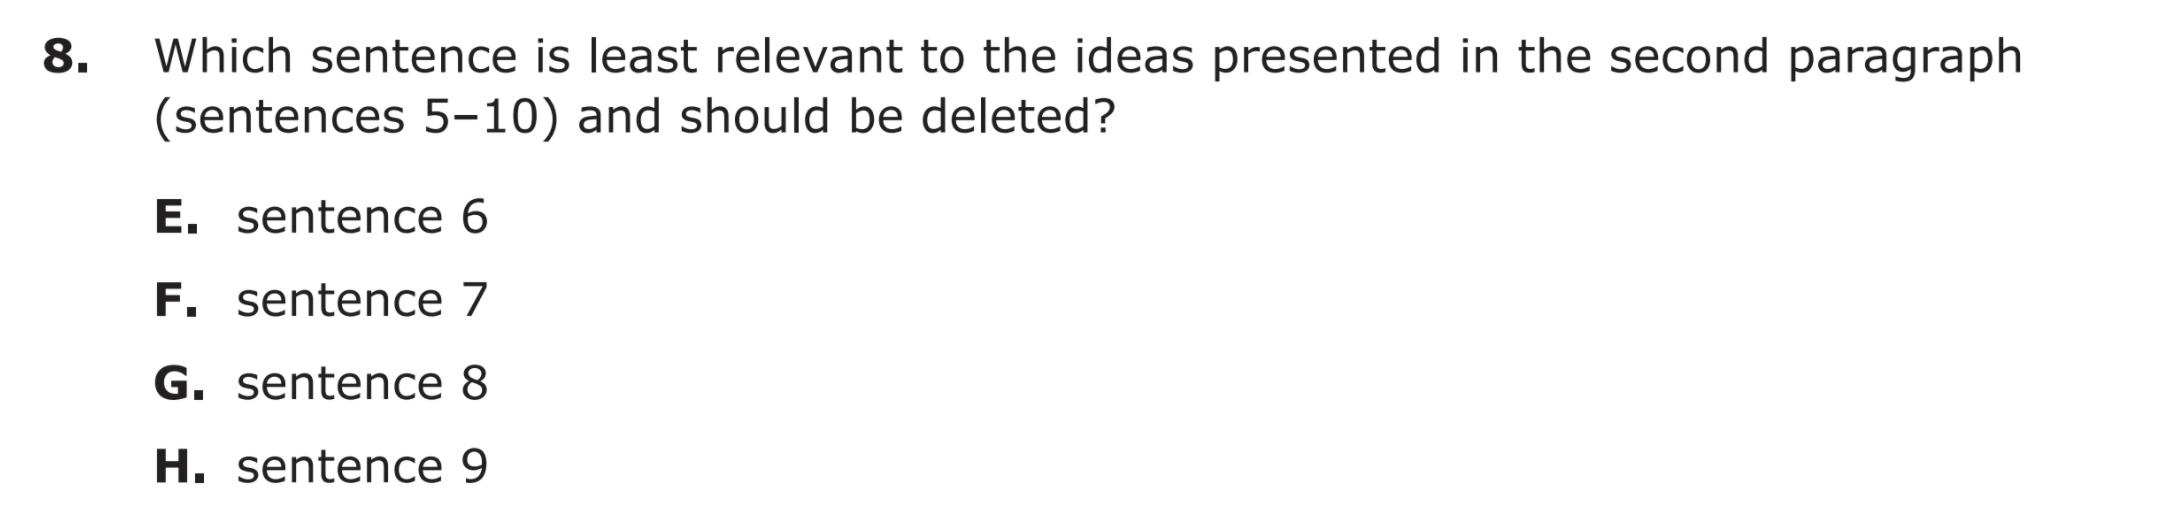 8. Which sentence is least relevant to the ideas presented in the second paragraph
(sentences 5–10) and should be deleted?
E. sentence 6
F. sentence 7
G. sentence 8
H. sentence 9